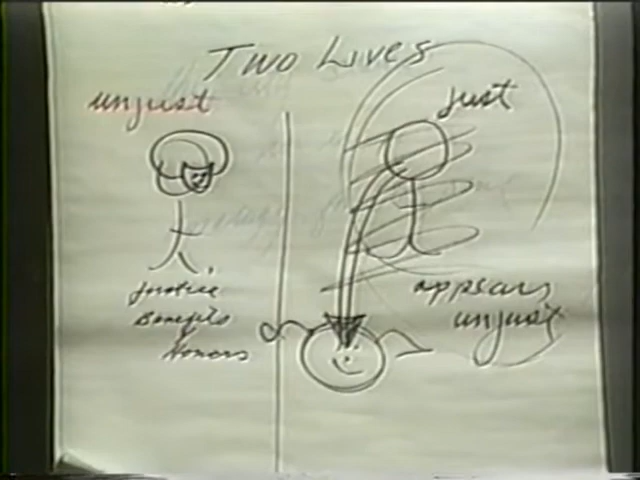 Two Lives
unjust
just
justice
Benefits
Honors
appears
unjust